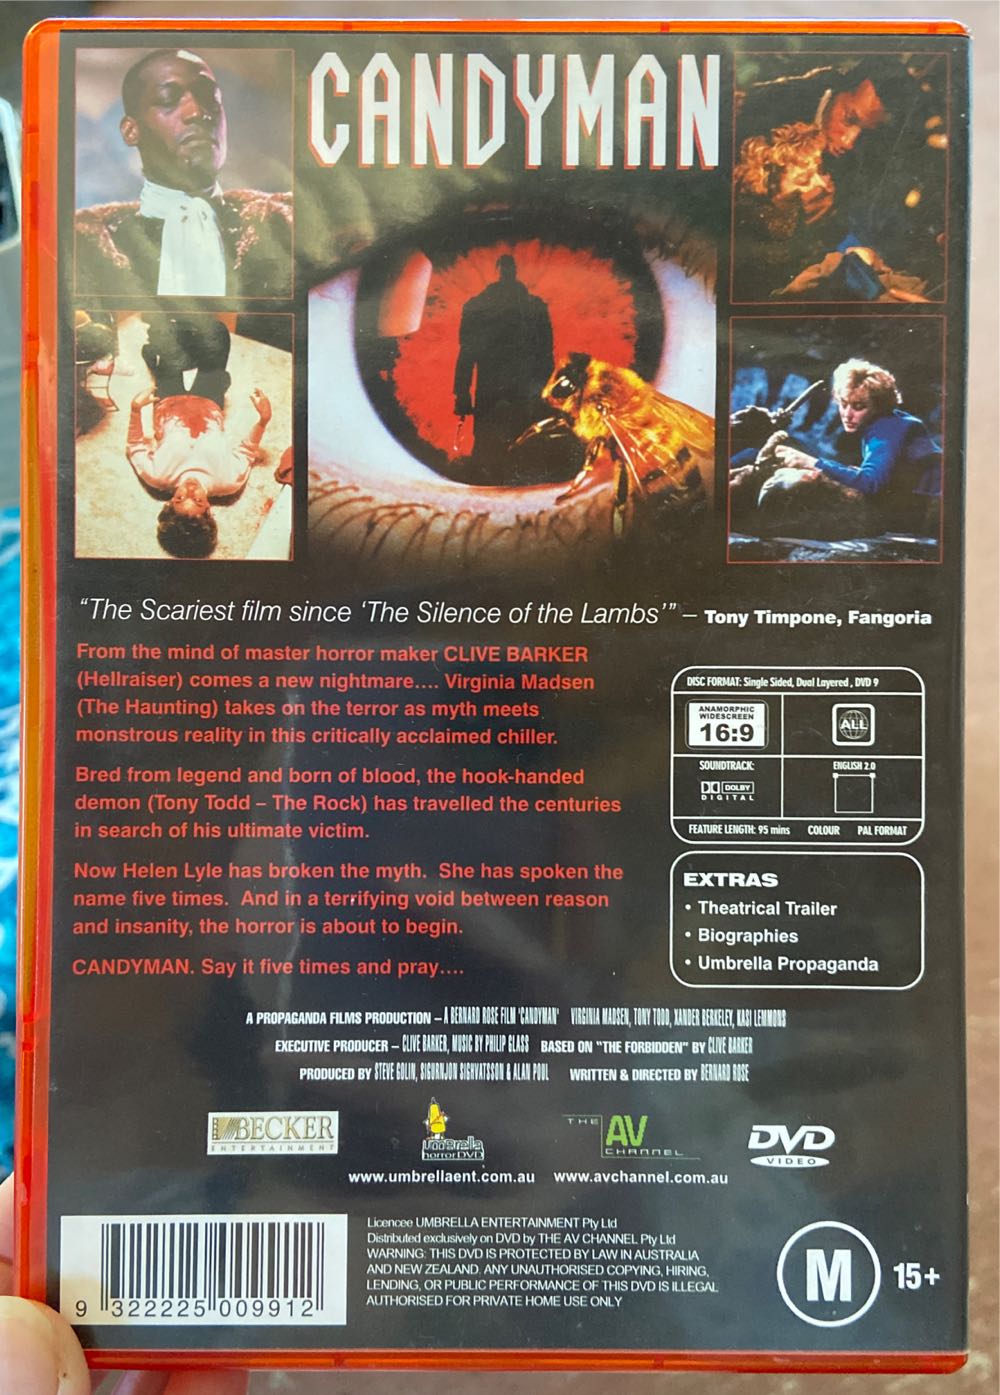 CANDYMAN
"The Scariest film since 'The Silence of the Lambs'" – Tony Timpone, Fangoria
From the mind of master horror maker CLIVE BARKER
(Hellraiser) comes a new nightmare.... Virginia Madsen
(The Haunting) takes on the terror as myth meets
monstrous reality in this critically acclaimed chiller.
Bred from legend and born of blood, the hook-handed
demon (Tony Todd – The Rock) has travelled the centuries
in search of his ultimate victim.
Now Helen Lyle has broken the myth. She has spoken the
name five times. And in a terrifying void between reason
and insanity, the horror is about to begin.
CANDYMAN. Say it five times and pray....
DISC FORMAT: Single Sided, Dual Layered, DVD 9
ANAMORPHIC
WIDESCREEN
16:9
ALL
SOUNDTRACK:
DOLBY
DIGITAL
ENGLISH 2.0
FEATURE LENGTH: 95 mins COLOUR PAL FORMAT
EXTRAS
• Theatrical Trailer
• Biographies
• Umbrella Propaganda
A PROPAGANDA FILMS PRODUCTION – A BERNARD ROSE FILM 'CANDYMAN' VIRGINIA MADSEN, TONY TODD, XANDER BERKELEY, KASI LEMMONS
EXECUTIVE PRODUCER – CLIVE BARKER, MUSIC BY PHILIP GLASS BASED ON "THE FORBIDDEN" BY CLIVE BARKER
PRODUCED BY STEVE GOLIN, SIGURNJON SIGHVATSSON & ALAN POUL WRITTEN & DIRECTED BY BERNARD ROSE
BECKER
ENTERTAINMENT
umbrella
horrorDVD
THE
AV
CHANNEL
DVD
VIDEO
www.umbrellaent.com.au www.avchannel.com.au
9 322225 009912
Licencee UMBRELLA ENTERTAINMENT Pty Ltd
Distributed exclusively on DVD by THE AV CHANNEL Pty Ltd
WARNING: THIS DVD IS PROTECTED BY LAW IN AUSTRALIA
AND NEW ZEALAND. ANY UNAUTHORISED COPYING, HIRING,
LENDING, OR PUBLIC PERFORMANCE OF THIS DVD IS ILLEGAL
AUTHORISED FOR PRIVATE HOME USE ONLY
M 15+